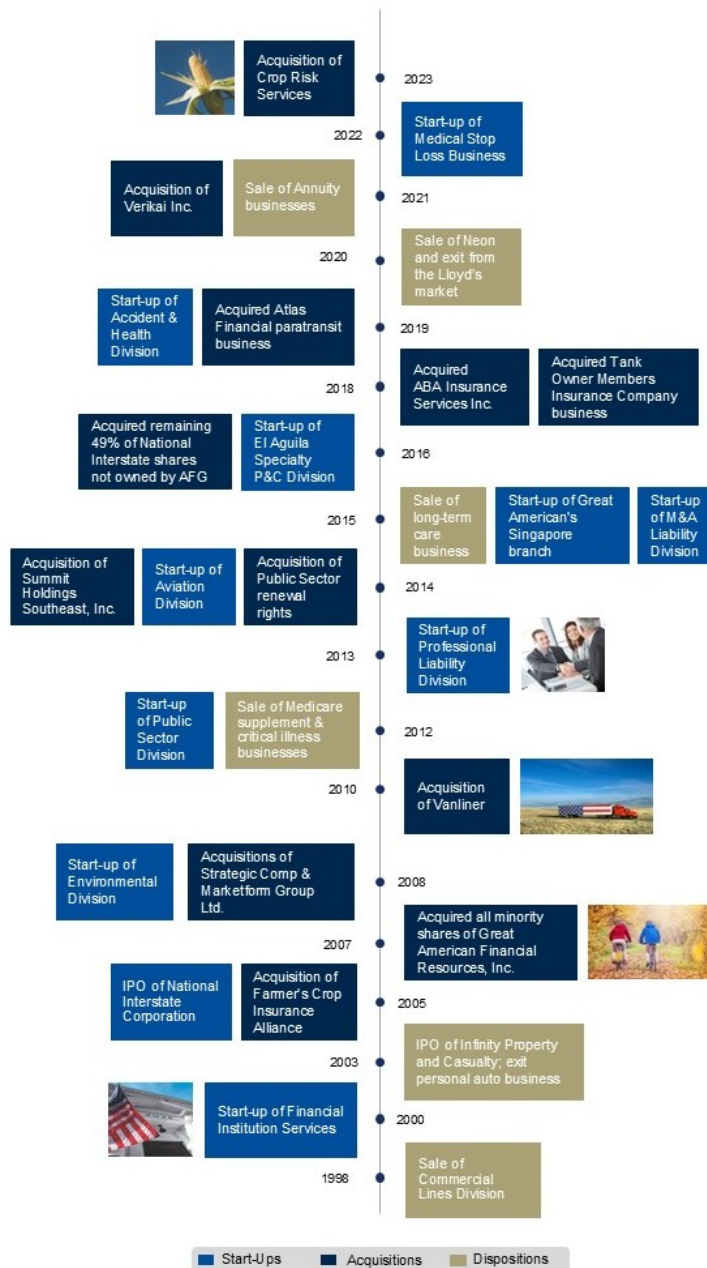 Acquisition of
Crop Risk
Services
2023
2022
Start-up of
Medical Stop
Loss Business
Acquisition of
Verikai Inc.
Sale of Annuity
businesses
2021
2020
Sale of Neon
and exit from
the Lloyd's
market
Start-up of
Accident &
Health
Division
Acquired Atlas
Financial paratransit
business
2019
2018
Acquired
ABA Insurance
Services Inc.
Acquired Tank
Owner Members
Insurance Company
business
Acquired remaining
49% of National
Interstate shares
not owned by AFG
Start-up of
El Aguila
Specialty
P&C Division
2016
2015
Sale of
long-term
care
business
Start-up of Great
American's
Singapore
branch
Start-up
of M&A
Liability
Division
Acquisition of
Summit
Holdings
Southeast, Inc.
Start-up of
Aviation
Division
Acquisition of
Public Sector
renewal
rights
2014
2013
Start-up of
Professional
Liability
Division
Start-up
of Public
Sector
Division
Sale of Medicare
supplement &
critical illness
businesses
2012
2010
Acquisition
of Vanliner
Start-up of
Environmental
Division
Acquisitions of
Strategic Comp &
Marketform Group
Ltd.
2008
2007
Acquired all minority
shares of Great
American Financial
Resources, Inc.
IPO of National
Interstate
Corporation
Acquisition of
Farmer's Crop
Insurance
Alliance
2005
2003
IPO of Infinity Property
and Casualty; exit
personal auto business
Start-up of Financial
Institution Services
2000
1998
Sale of
Commercial
Lines Division
Start-Ups
Acquisitions
Dispositions